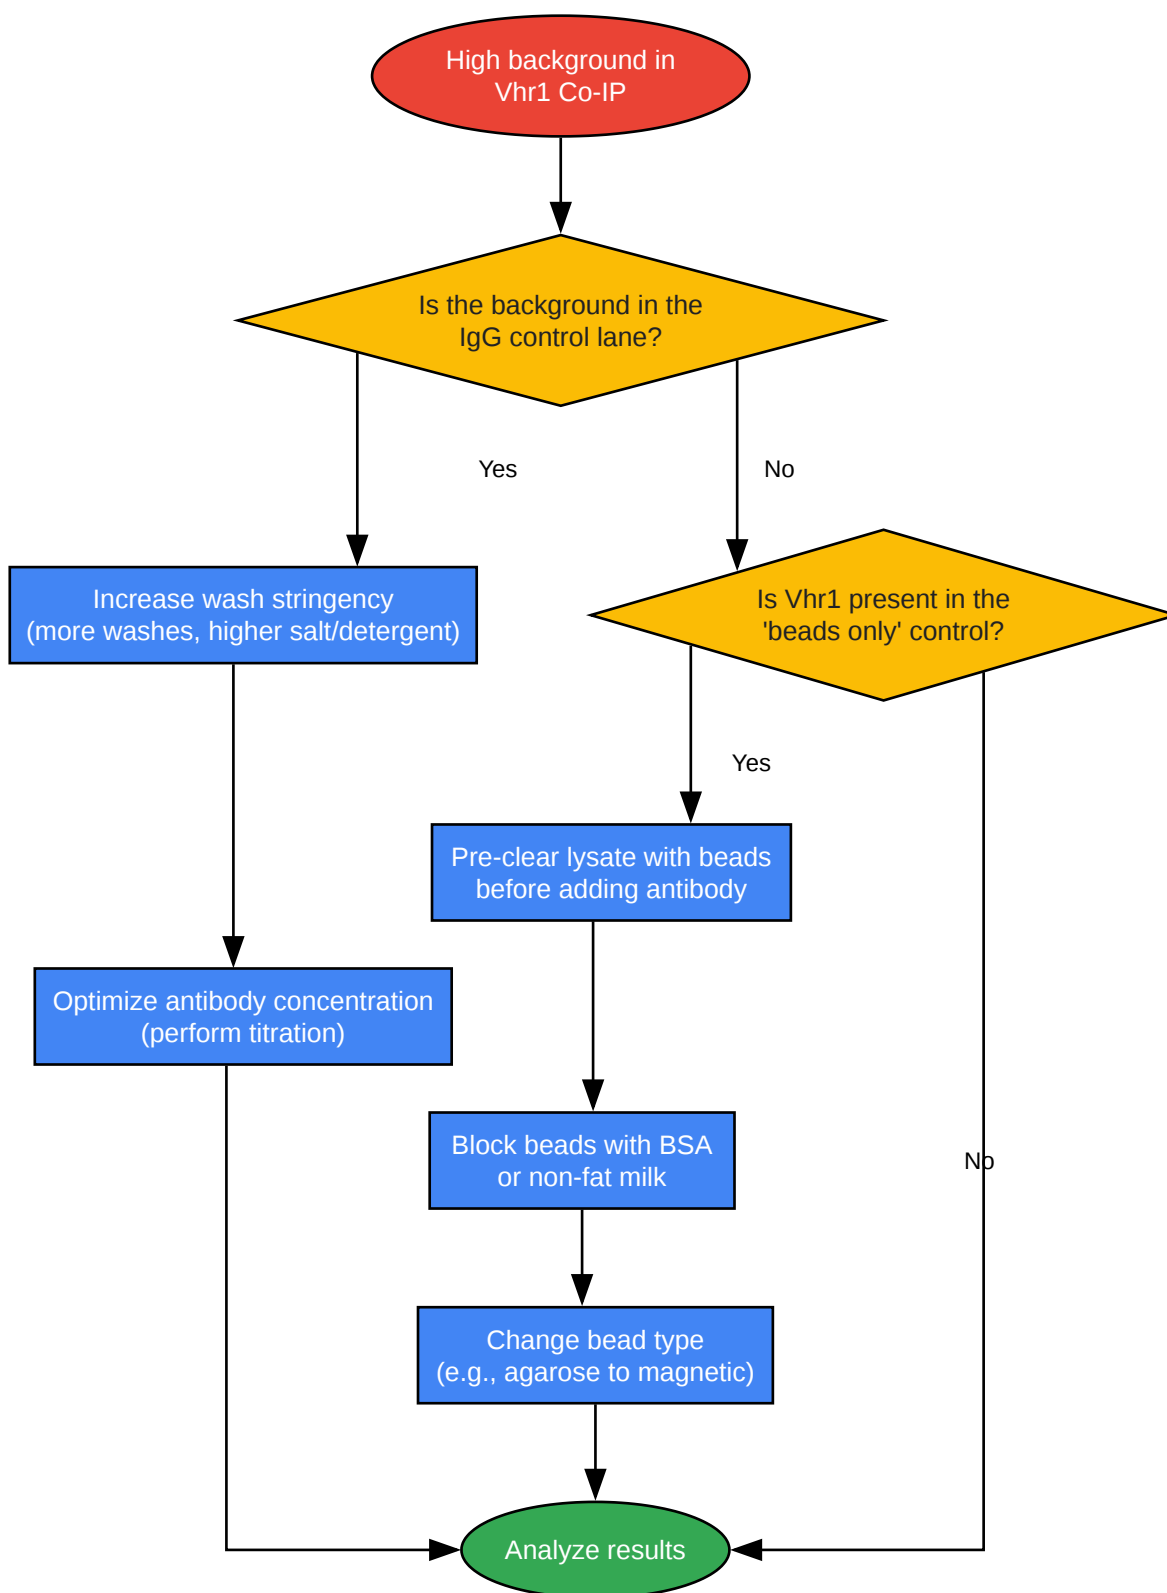 High background in
Vhr1 Co-IP
Is the background in the
IgG control lane?
Yes
No
Increase wash stringency
(more washes, higher salt/detergent)
Is Vhr1 present in the
'beads only' control?
Yes
Pre-clear lysate with beads
before adding antibody
Optimize antibody concentration
(perform titration)
Block beads with BSA
or non-fat milk
No
Change bead type
(e.g., agarose to magnetic)
Analyze results